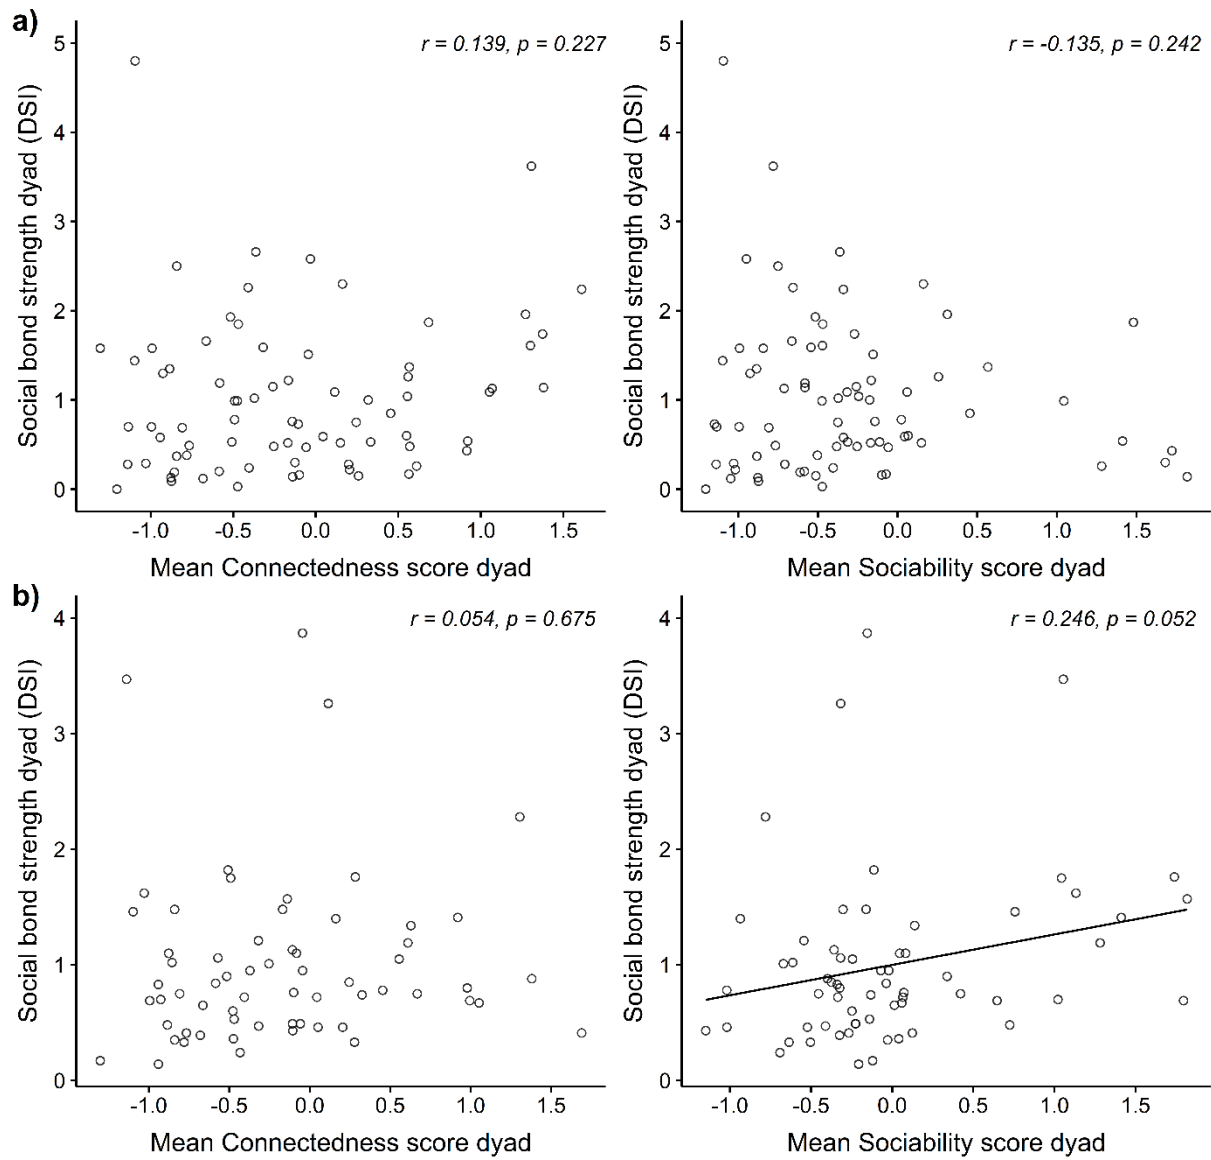 a)
r = 0.139, p = 0.227
5
4
3
2
1
0
Social bond strength dyad (DSI)
-1.0 -0.5 0.0 0.5 1.0 1.5
Mean Connectedness score dyad
r = -0.135, p = 0.242
5
4
3
2
1
0
Social bond strength dyad (DSI)
-1.0 -0.5 0.0 0.5 1.0 1.5
Mean Sociability score dyad
b)
r = 0.054, p = 0.675
4
3
2
1
0
Social bond strength dyad (DSI)
-1.0 -0.5 0.0 0.5 1.0 1.5
Mean Connectedness score dyad
r = 0.246, p = 0.052
4
3
2
1
0
Social bond strength dyad (DSI)
-1.0 -0.5 0.0 0.5 1.0 1.5
Mean Sociability score dyad